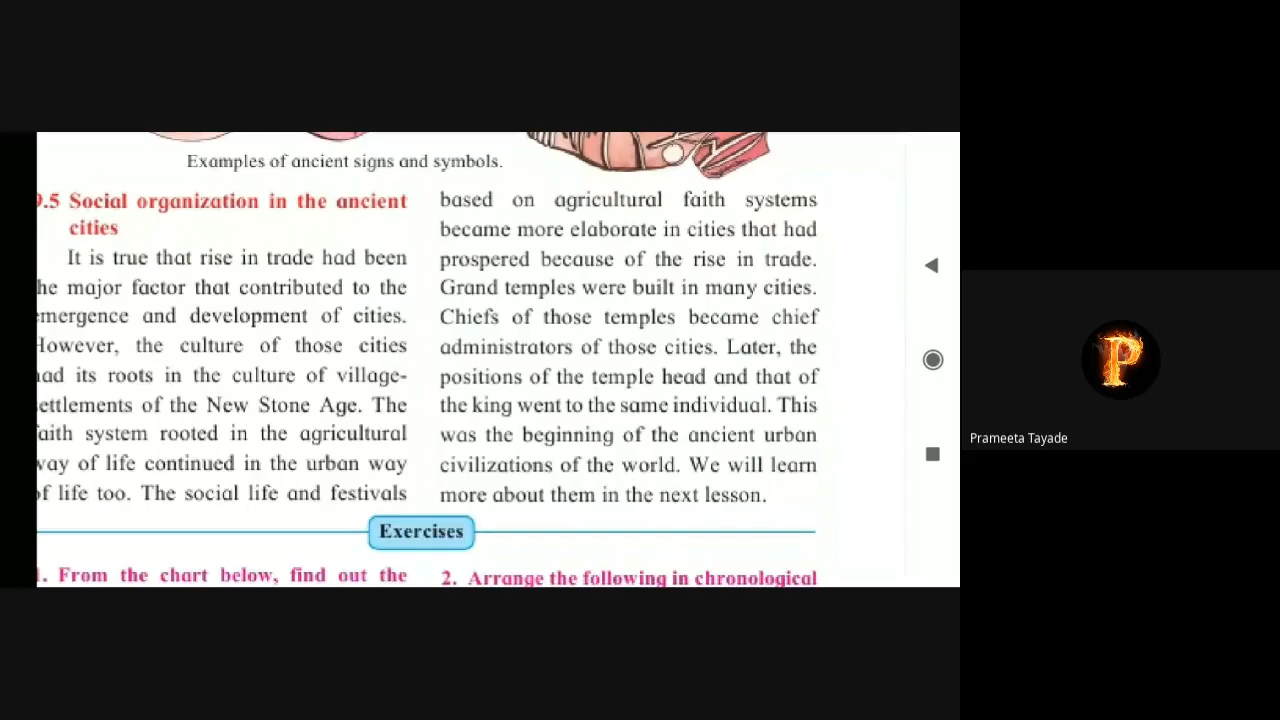 Examples of ancient signs and symbols.
9.5 Social organization in the ancient
cities
It is true that rise in trade had been
he major factor that contributed to the
emergence and development of cities.
However, the culture of those cities
had its roots in the culture of village-
settlements of the New Stone Age. The
faith system rooted in the agricultural
way of life continued in the urban way
of life too. The social life and festivals
based on agricultural faith systems
became more elaborate in cities that had
prospered because of the rise in trade.
Grand temples were built in many cities.
Chiefs of those temples became chief
administrators of those cities. Later, the
positions of the temple head and that of
the king went to the same individual. This
was the beginning of the ancient urban
civilizations of the world. We will learn
more about them in the next lesson.
Exercises
1. From the chart below, find out the
2. Arrange the following in chronological
P
Prameeta Tayade